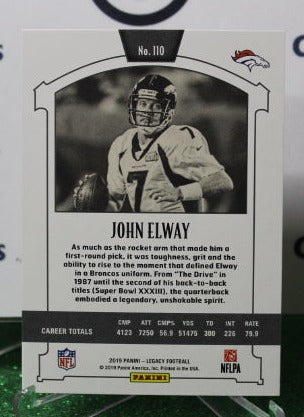 No. 110
7
JOHN ELWAY
As much as the rocket arm that made him a
first-round pick, it was toughness, grit and the
ability to rise to the moment that defined Elway
in a Broncos uniform. From "The Drive" in
1987 until the second of his back-to-back
titles (Super Bowl XXXIII), the quarterback
embodied a legendary, unshakable spirit.
CMP ATT CMP% YDS TD INT RATE
CAREER TOTALS 4123 7250 56.9 51475 300 226 79.9
NFL
2019 PANINI - LEGACY FOOTBALL
© 2019 Panini America, Inc. Printed in USA.
PANINI
NFLPA